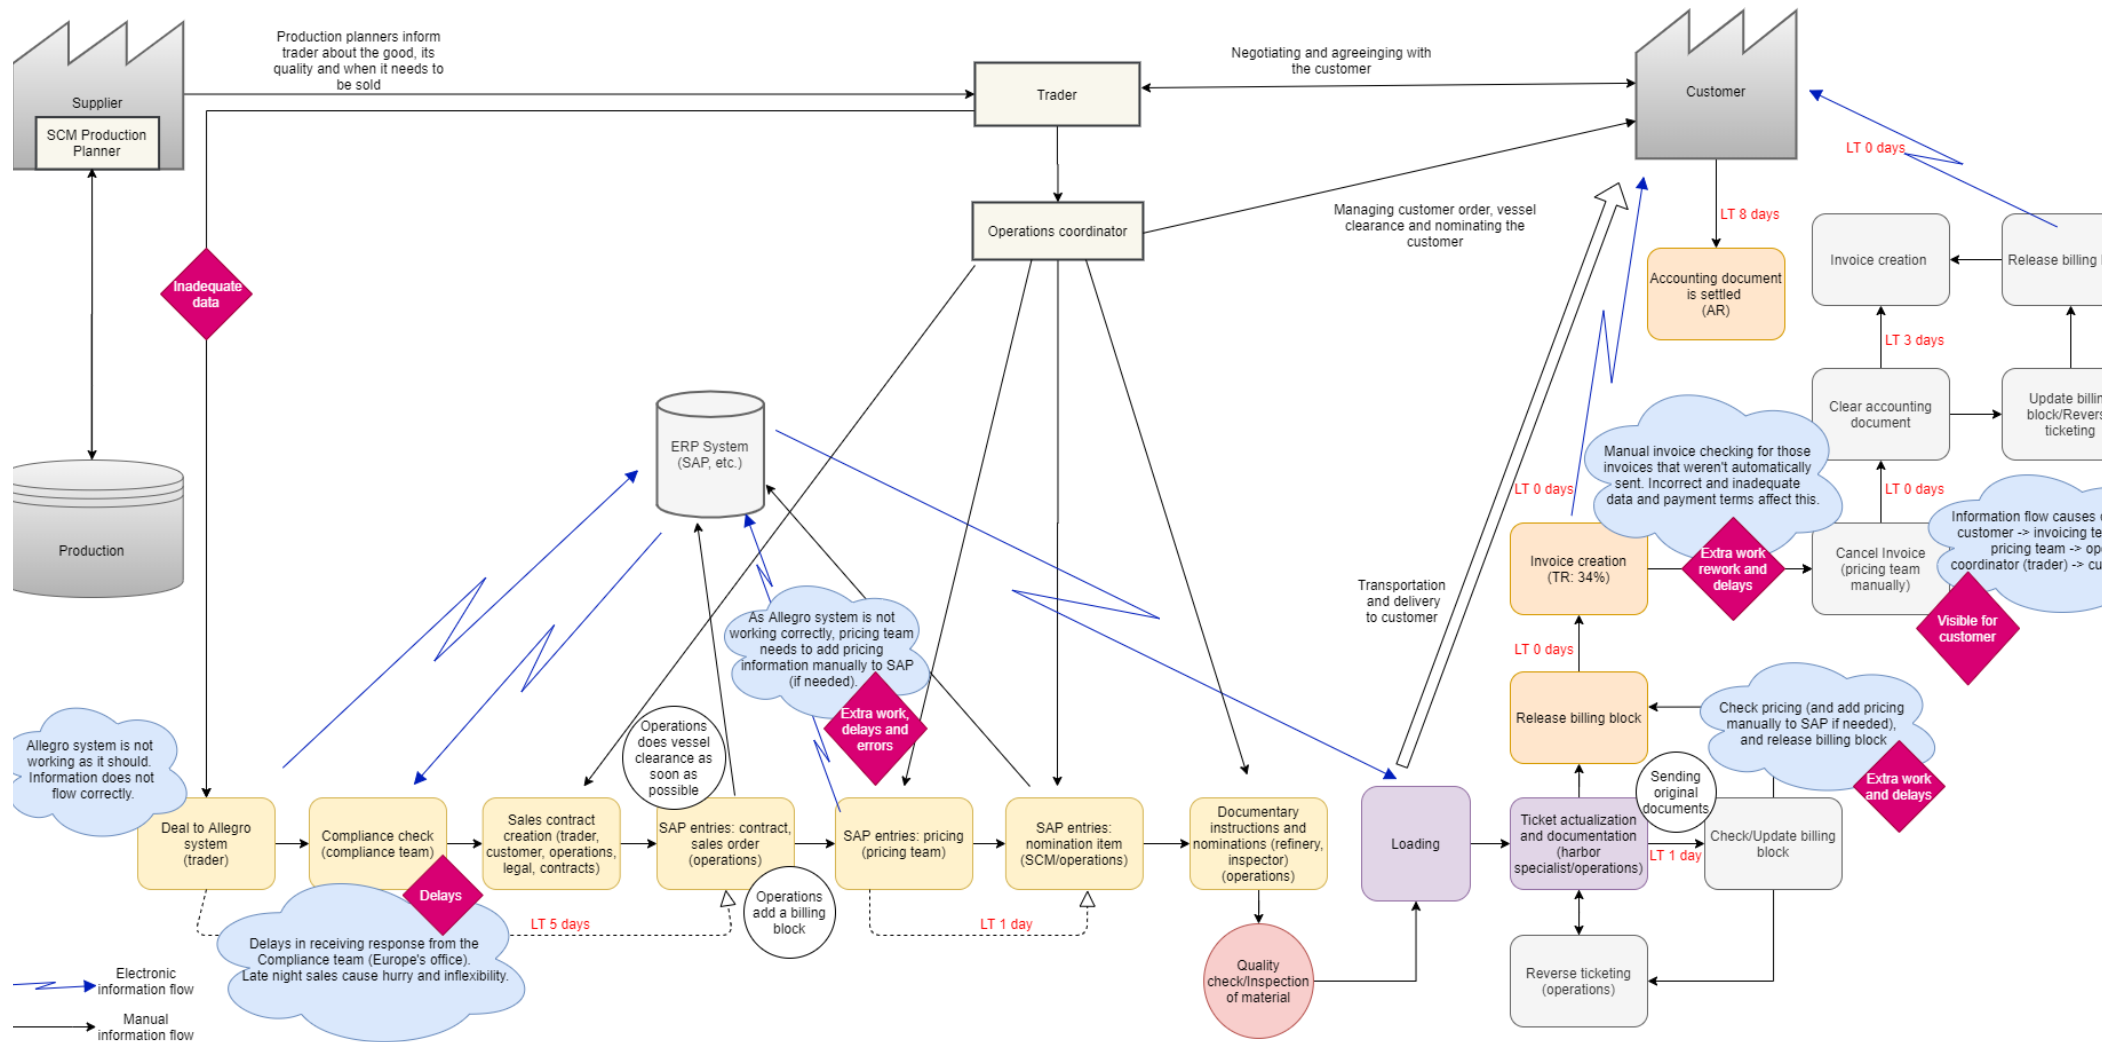 Production planners inform
trader about the good, its
quality and when it needs to
be sold
Negotiating and agreeinging with
the customer
Supplier
SCM Production
Planner
Trader
Customer
LT 0 days
Managing customer order, vessel
clearance and nominating the
customer
LT 8 days
Operations coordinator
Invoice creation
Release billing
Inadequate
data
Accounting document
is settled
(AR)
LT 3 days
ERP System
(SAP, etc.)
Clear accounting
document
Update billing
block/Revers
ticketing
Manual invoice checking for those
invoices that weren't automatically
sent. Incorrect and inadequate
data and payment terms affect this.
LT 0 days
LT 0 days
Production
Information flow causes
customer -> invoicing te
pricing team -> op
coordinator (trader) -> cu
Invoice creation
(TR: 34%)
Extra work
rework and
delays
Cancel Invoice
(pricing team
manually)
Transportation
and delivery
to customer
Visible for
customer
As Allegro system is not
working correctly, pricing team
needs to add pricing
information manually to SAP
(if needed).
LT 0 days
Extra work,
delays and
errors
Operations
does vessel
clearance as
soon as
possible
Release billing block
Check pricing (and add pricing
manually to SAP if needed),
and release billing block
Extra work
and delays
Allegro system is not
working as it should.
Information does not
flow correctly.
Sending
original
documents
Deal to Allegro
system
(trader)
Compliance check
(compliance team)
Sales contract
creation (trader,
customer, operations,
legal, contracts)
SAP entries: contract,
sales order
(operations)
SAP entries: pricing
(pricing team)
SAP entries:
nomination item
(SCM/operations)
Documentary
instructions and
nominations (refinery,
inspector)
(operations)
Loading
Ticket actualization
and documentation
(harbor
specialist/operations)
LT 1 day
Check/Update billing
block
Delays
LT 5 days
Operations
add a billing
block
LT 1 day
Delays in receiving response from the
Compliance team (Europe's office).
Late night sales cause hurry and inflexibility.
Quality
check/Inspection
of material
Reverse ticketing
(operations)
Electronic
information flow
Manual
information flow